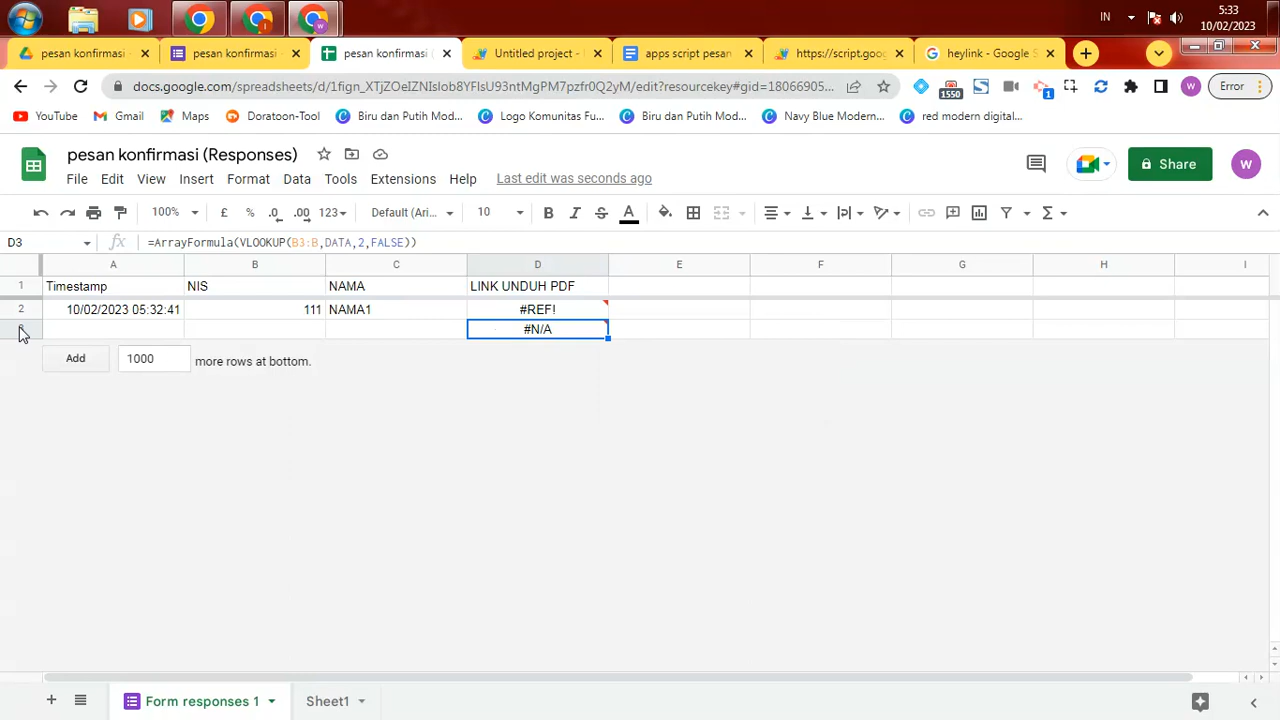 5:33
IN
10/02/2023
pesan konfirmasi
pesan konfirmasi -
pesan konfirmasi (
Untitled project -
apps script pesan
https://script.goog
heylink - Google S
docs.google.com/spreadsheets/d/1fign_XTjZOeIZNIslob8YFIsU93ntMgPM7pzfr0Q2yM/edit?resourcekey#gid=18066905...
1550
1
W
Error
YouTube
Gmail
Maps
Doratoon-Tool
Biru dan Putih Mod...
Logo Komunitas Fu...
Biru dan Putih Mod...
Navy Blue Modern...
red modern digital...
pesan konfirmasi (Responses)
Share
W
File Edit View Insert Format Data Tools Extensions Help Last edit was seconds ago
100% £ % .0 .00 123 Default (Ari... 10 B I S A Σ
D3 fx =ArrayFormula(VLOOKUP(B3:B,DATA,2,FALSE))
A B C D E F G H I
1 Timestamp NIS NAMA LINK UNDUH PDF
2 10/02/2023 05:32:41 111 NAMA1 #REF!
#N/A
Add 1000 more rows at bottom.
Form responses 1 Sheet1